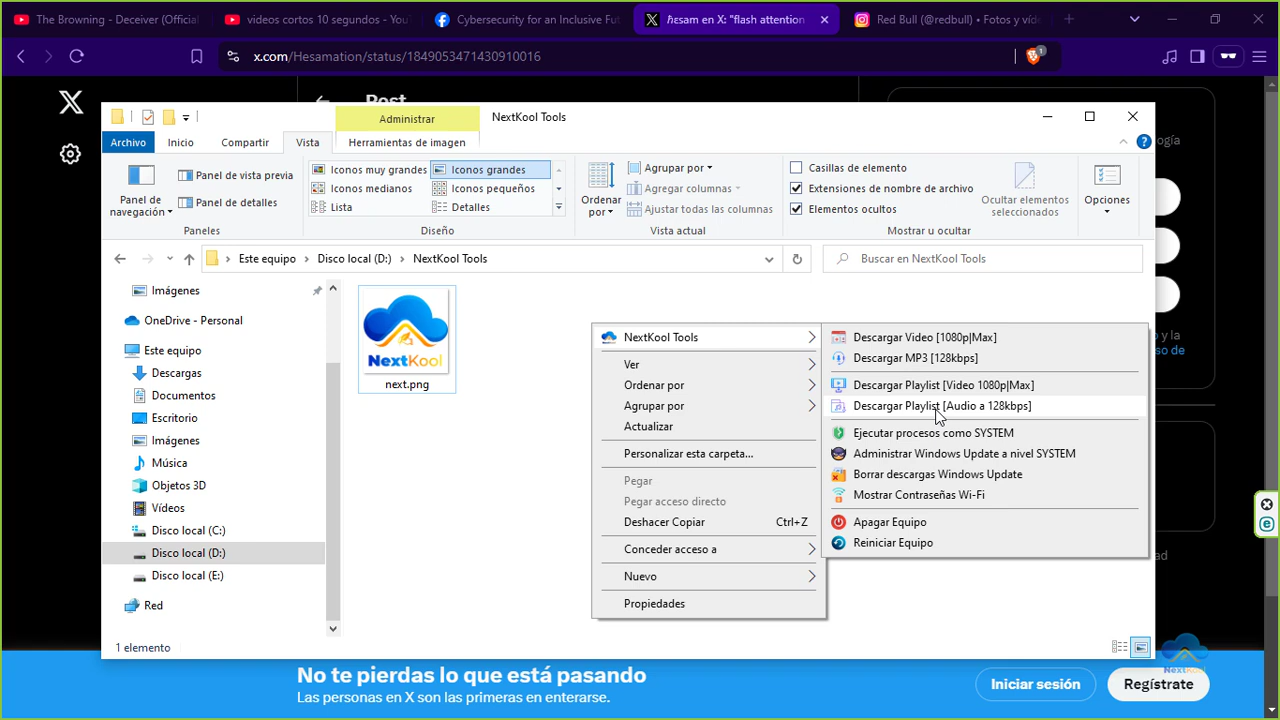 The Browning - Deceiver (Official
videos cortos 10 segundos - YouT
Cybersecurity for an Inclusive Fut
hesam en X: "flash attention
Red Bull (@redbull) • Fotos y víde
x.com/Hesamation/status/1849053471430910016
1
Post
NextKool Tools
Administrar
Archivo
Inicio
Compartir
Vista
Herramientas de imagen
Panel de navegación
Panel de vista previa
Panel de detalles
Paneles
Iconos muy grandes
Iconos grandes
Iconos medianos
Iconos pequeños
Lista
Detalles
Diseño
Ordenar por
Agrupar por
Agregar columnas
Ajustar todas las columnas
Vista actual
Casillas de elemento
Extensiones de nombre de archivo
Elementos ocultos
Ocultar elementos seleccionados
Mostrar u ocultar
Opciones
Este equipo
Disco local (D:)
NextKool Tools
Buscar en NextKool Tools
Imágenes
OneDrive - Personal
Este equipo
Descargas
Documentos
Escritorio
Imágenes
Música
Objetos 3D
Vídeos
Disco local (C:)
Disco local (D:)
Disco local (E:)
Red
NextKool
next.png
NextKool Tools
Ver
Ordenar por
Agrupar por
Actualizar
Personalizar esta carpeta...
Pegar
Pegar acceso directo
Deshacer Copiar Ctrl+Z
Conceder acceso a
Nuevo
Propiedades
Descargar Video [1080p|Max]
Descargar MP3 [128kbps]
Descargar Playlist [Video 1080p|Max]
Descargar Playlist [Audio a 128kbps]
Ejecutar procesos como SYSTEM
Administrar Windows Update a nivel SYSTEM
Borrar descargas Windows Update
Mostrar Contraseñas Wi-Fi
Apagar Equipo
Reiniciar Equipo
ogía
y la
so de
dad
1 elemento
NextKool
No te pierdas lo que está pasando
Las personas en X son las primeras en enterarse.
Iniciar sesión
Regístrate